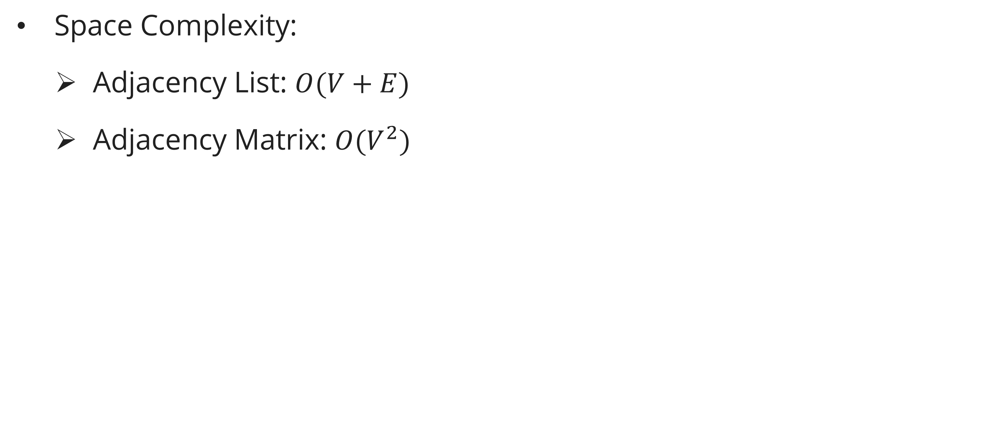 • Space Complexity:
➢ Adjacency List: 𝑂(𝑉 + 𝐸)
➢ Adjacency Matrix: 𝑂(𝑉²)